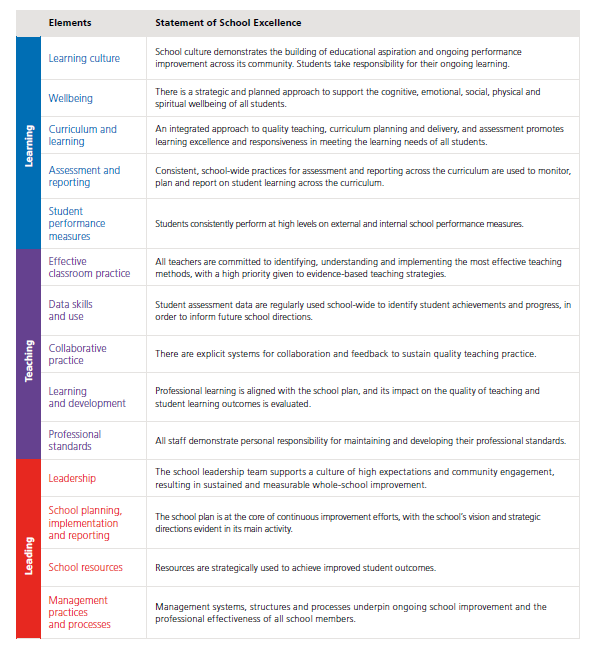 Elements Statement of School Excellence
Learning
Learning culture
School culture demonstrates the building of educational aspiration and ongoing performance
improvement across its community. Students take responsibility for their ongoing learning.
Wellbeing
There is a strategic and planned approach to support the cognitive, emotional, social, physical and
spiritual wellbeing of all students.
Curriculum and
learning
An integrated approach to quality teaching, curriculum planning and delivery, and assessment promotes
learning excellence and responsiveness in meeting the learning needs of all students.
Assessment and
reporting
Consistent, school-wide practices for assessment and reporting across the curriculum are used to monitor,
plan and report on student learning across the curriculum.
Student
performance
measures
Students consistently perform at high levels on external and internal school performance measures.
Teaching
Effective
classroom practice
All teachers are committed to identifying, understanding and implementing the most effective teaching
methods, with a high priority given to evidence-based teaching strategies.
Data skills
and use
Student assessment data are regularly used school-wide to identify student achievements and progress, in
order to inform future school directions.
Collaborative
practice
There are explicit systems for collaboration and feedback to sustain quality teaching practice.
Learning
and development
Professional learning is aligned with the school plan, and its impact on the quality of teaching and
student learning outcomes is evaluated.
Professional
standards
All staff demonstrate personal responsibility for maintaining and developing their professional standards.
Leading
Leadership
The school leadership team supports a culture of high expectations and community engagement,
resulting in sustained and measurable whole-school improvement.
School planning,
implementation
and reporting
The school plan is at the core of continuous improvement efforts, with the school's vision and strategic
directions evident in its main activity.
School resources
Resources are strategically used to achieve improved student outcomes.
Management
practices
and processes
Management systems, structures and processes underpin ongoing school improvement and the
professional effectiveness of all school members.